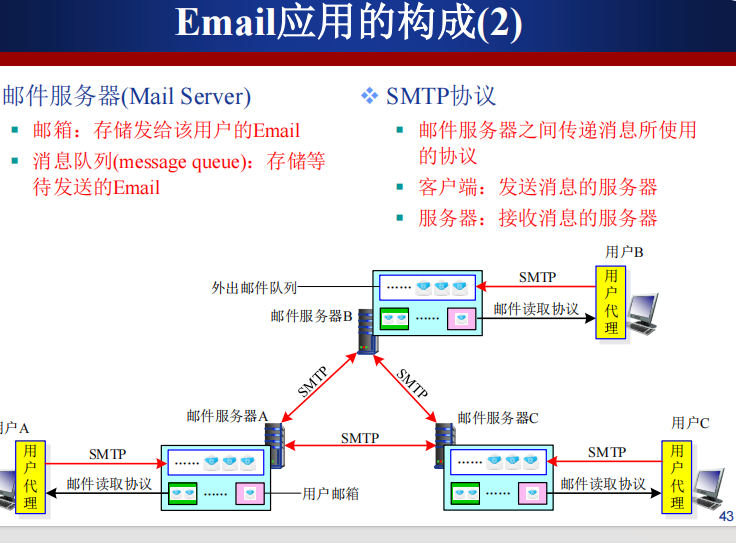 Email应用的构成(2)
邮件服务器(Mail Server)
邮箱：存储发给该用户的Email
消息队列(message queue)：存储等
待发送的Email
SMTP协议
邮件服务器之间传递消息所使用
的协议
客户端：发送消息的服务器
服务器：接收消息的服务器
用户B
外出邮件队列
······
SMTP
用户代理
邮件服务器B
······
邮件读取协议
SMTP
SMTP
邮件服务器A
SMTP
邮件服务器C
用户C
户A
用户代理
SMTP
······
邮件读取协议
······
用户邮箱
······
SMTP
用户代理
······
邮件读取协议
43